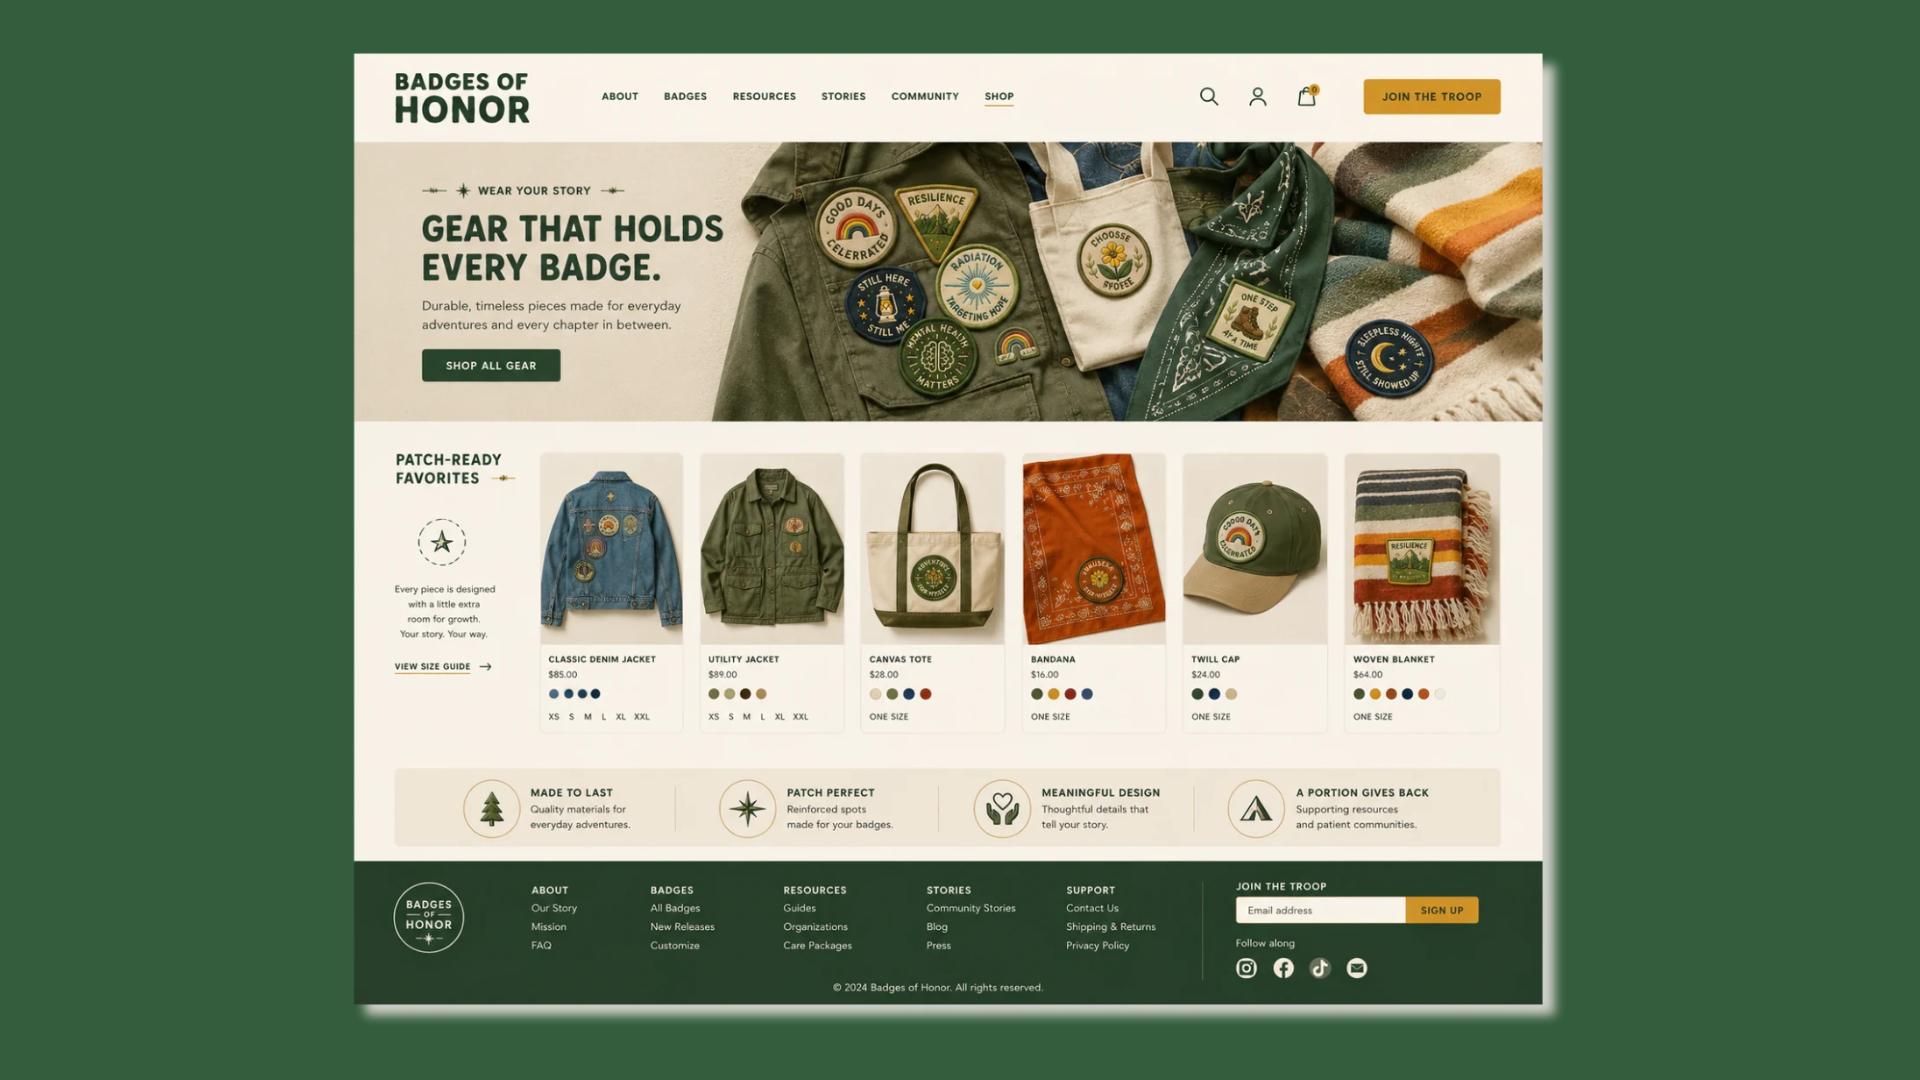 BADGES OF
HONOR
ABOUT
BADGES
RESOURCES
STORIES
COMMUNITY
SHOP
0
JOIN THE TROOP
WEAR YOUR STORY
GEAR THAT HOLDS
EVERY BADGE.
Durable, timeless pieces made for everyday
adventures and every chapter in between.
SHOP ALL GEAR
GOOD DAYS
CELERRATED
RESILIENCE
STILL HERE
STILL ME
RADIATION
TARGETING HOPE
MENTAL HEALTH
MATTERS
CHOOSSE
ONE STEP
AT A TIME
SLEEPLESS NIGHTS
STILL SHOWED UP
PATCH-READY
FAVORITES
Every piece is designed
with a little extra
room for growth.
Your story. Your way.
VIEW SIZE GUIDE
RESILIENCE
CLASSIC DENIM JACKET
$85.00
XS S M L XL XXL
UTILITY JACKET
$89.00
XS S M L XL XXL
CANVAS TOTE
$28.00
ONE SIZE
BANDANA
$16.00
ONE SIZE
TWILL CAP
$24.00
ONE SIZE
WOVEN BLANKET
$64.00
ONE SIZE
MADE TO LAST
Quality materials for
everyday adventures.
PATCH PERFECT
Reinforced spots
made for your badges.
MEANINGFUL DESIGN
Thoughtful details that
tell your story.
A PORTION GIVES BACK
Supporting resources
and patient communities.
BADGES
OF
HONOR
ABOUT
Our Story
Mission
FAQ
BADGES
All Badges
New Releases
Customize
RESOURCES
Guides
Organizations
Care Packages
STORIES
Community Stories
Blog
Press
SUPPORT
Contact Us
Shipping & Returns
Privacy Policy
JOIN THE TROOP
Email address
SIGN UP
Follow along
© 2024 Badges of Honor. All rights reserved.